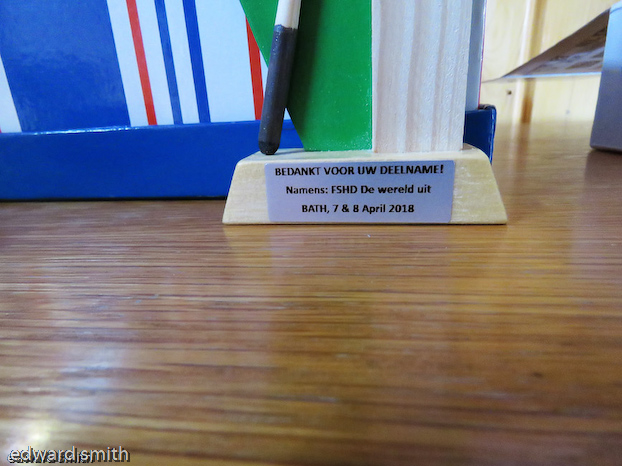 BEDANKT VOOR UW DEELNAME!
Namens: FSHD De wereld uit
BATH, 7 & 8 April 2018
edward smith